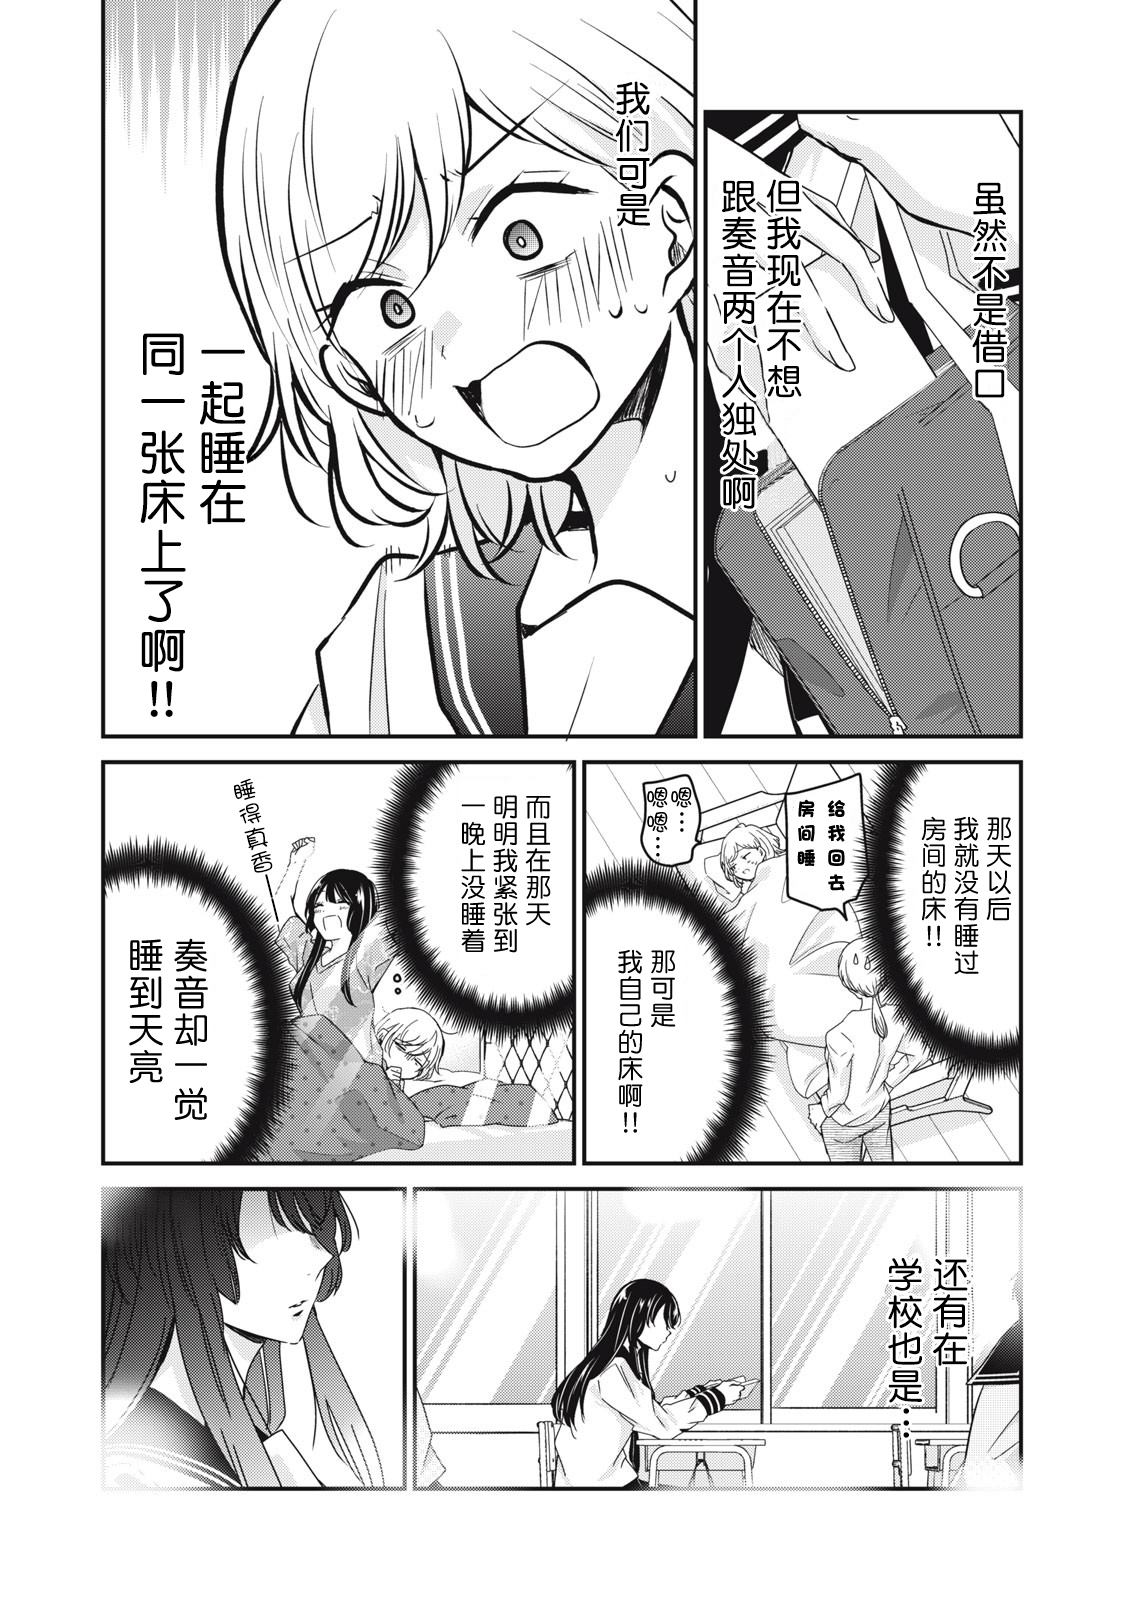 虽然不是借口
但我现在不想
跟奏音两个人独处啊
我们可是
一起睡在
同一张床上了啊!!
那天以后
我就没有睡过
房间的床!!
给我回去
房间睡
嗯…
嗯嗯…
那可是
我自己的床啊!!
而且在那天
明明我紧张到
一晚上没睡着
睡得真香——
奏音却一觉
睡到天亮
还有在
学校也是…